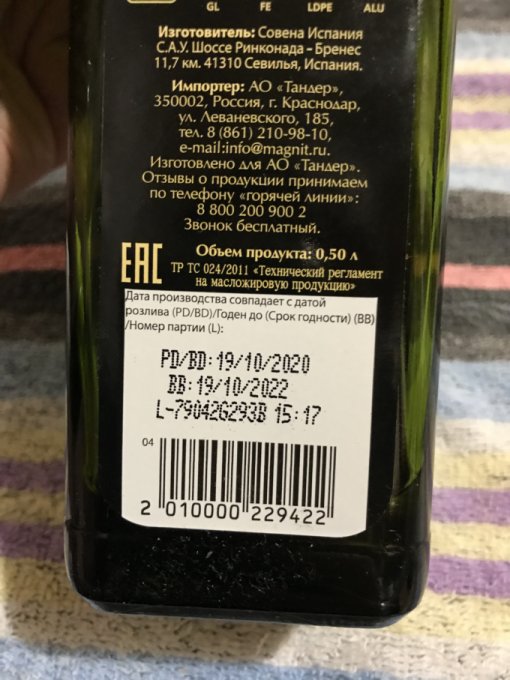 GL FE LDPE ALU
Изготовитель: Совена Испания
С.А.У. Шоссе Ринконада – Бренес
11,7 км. 41310 Севилья, Испания.
Импортер: АО «Тандер»,
350002, Россия, г. Краснодар,
ул. Леваневского, 185,
тел. 8 (861) 210-98-10,
e-mail:info@magnit.ru.
Изготовлено для АО «Тандер».
Отзывы о продукции принимаем
по телефону «горячей линии»:
8 800 200 900 2
Звонок бесплатный.
EAC
Объем продукта: 0,50 л
ТР ТС 024/2011 «Технический регламент
на масложировую продукцию»
Дата производства совпадает с датой
розлива (PD/BD)/Годен до (Срок годности) (BB)
/Номер партии (L):
PD/BD:19/10/2020
BB:19/10/2022
L-790426293B 15:17
04
2 010000 229422